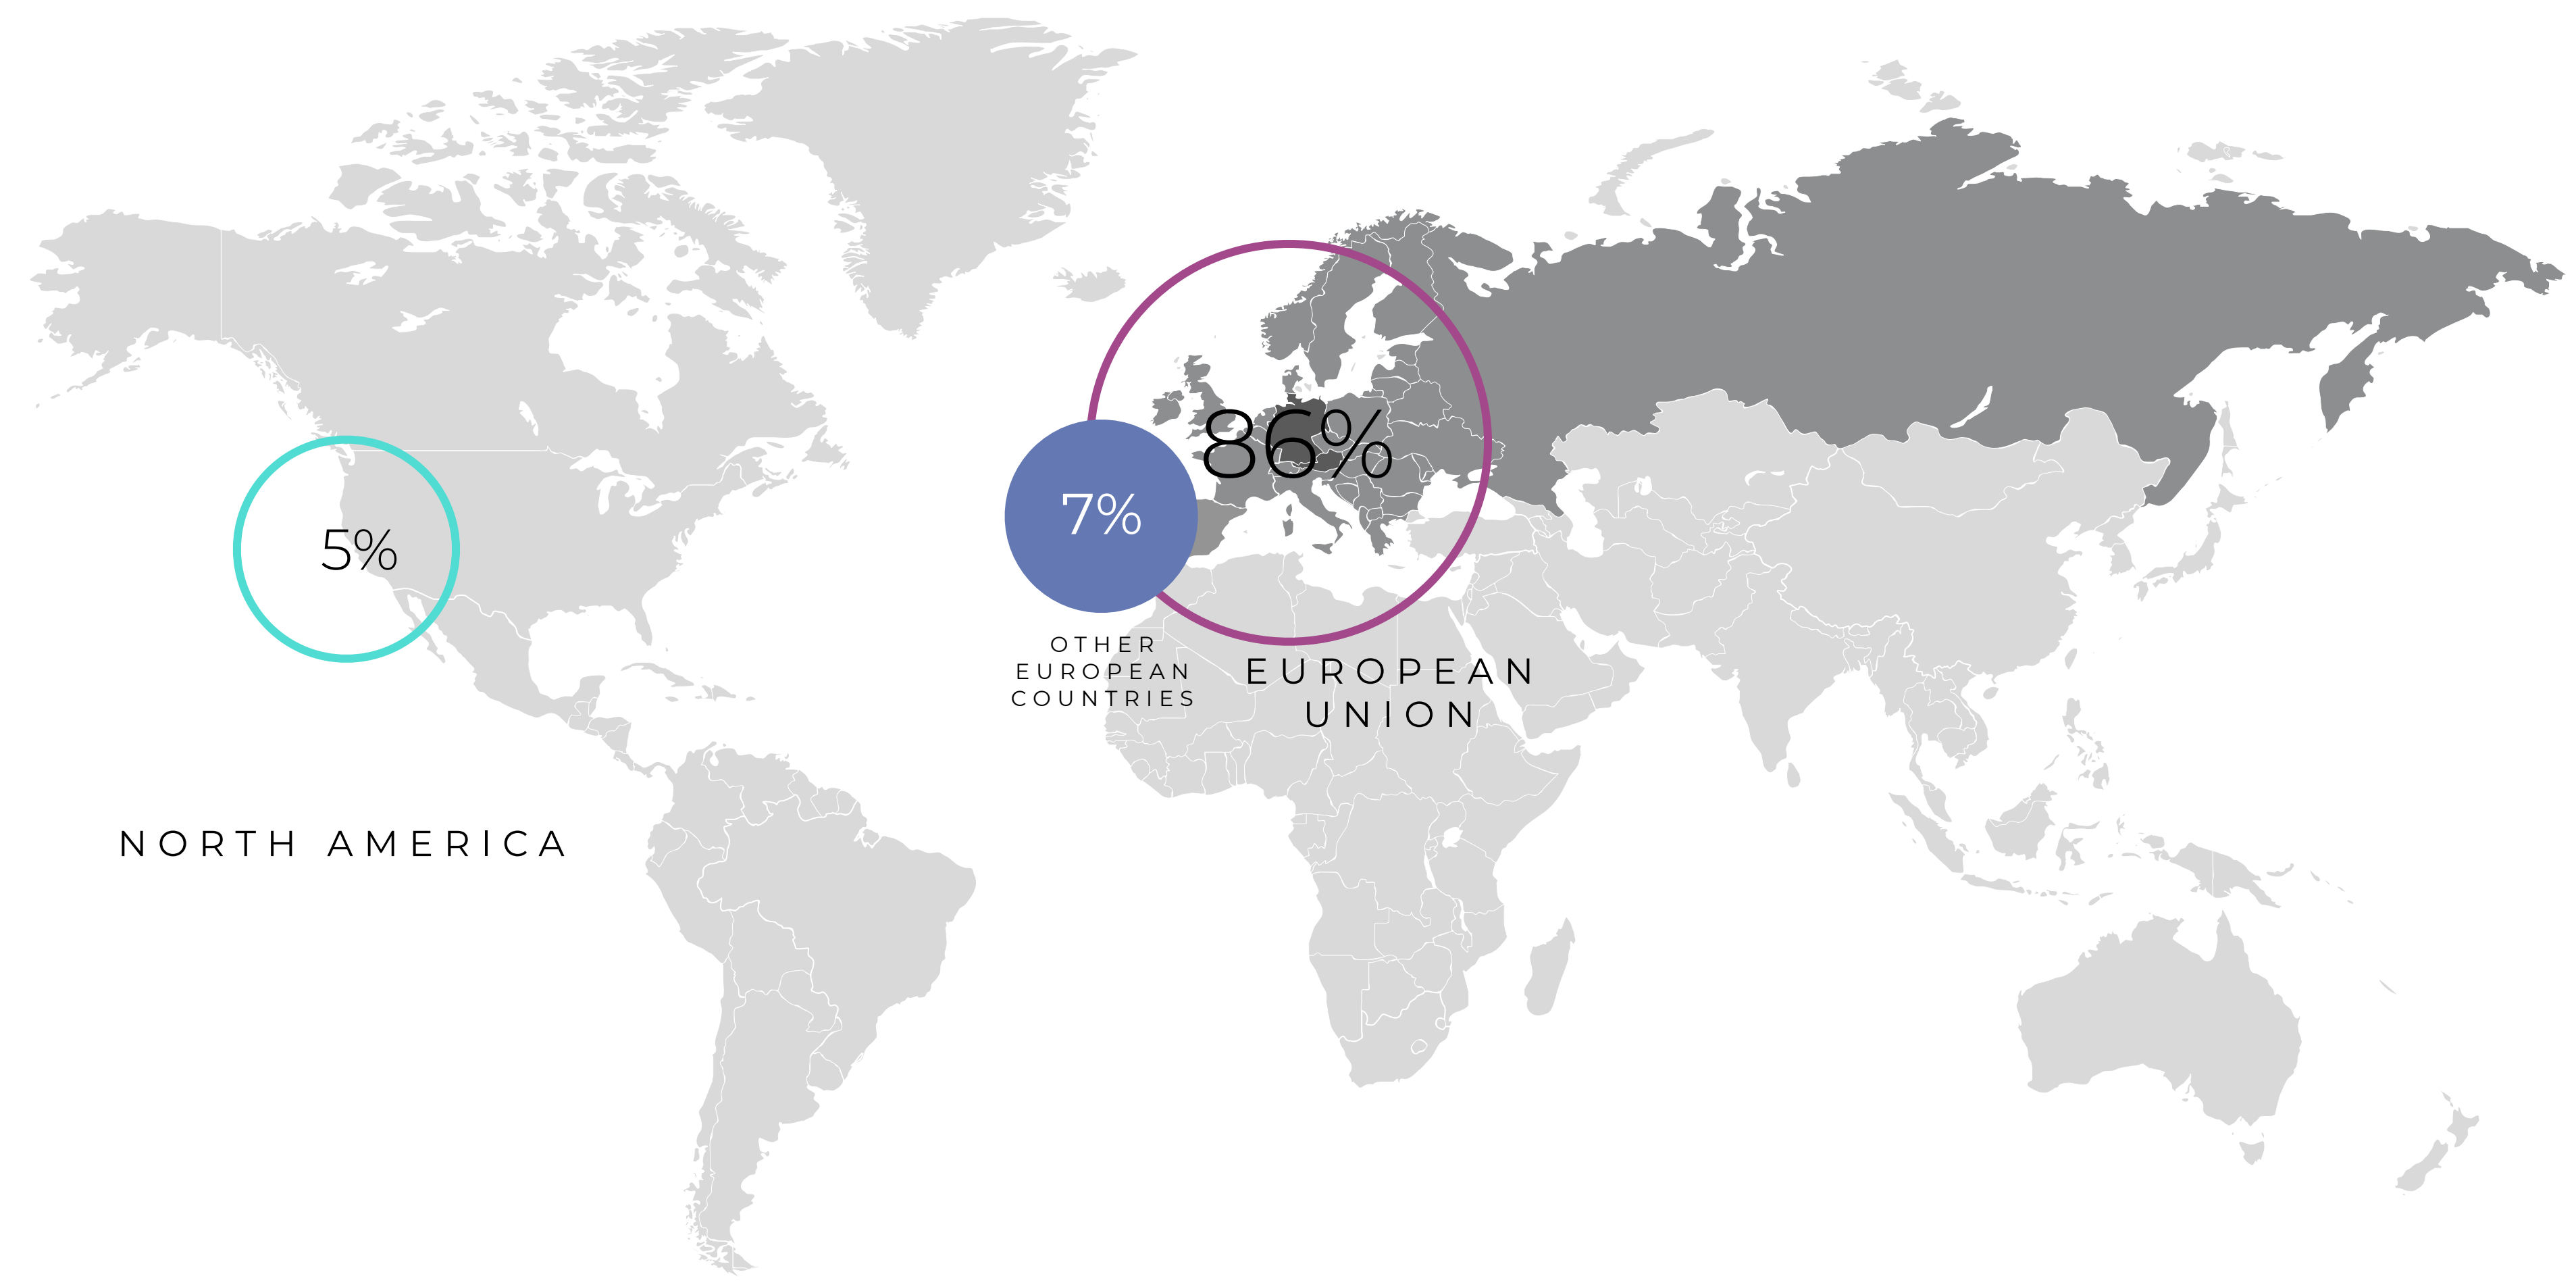 86%
7%
5%
OTHER
EUROPEAN
COUNTRIES
EUROPEAN
UNION
NORTH AMERICA